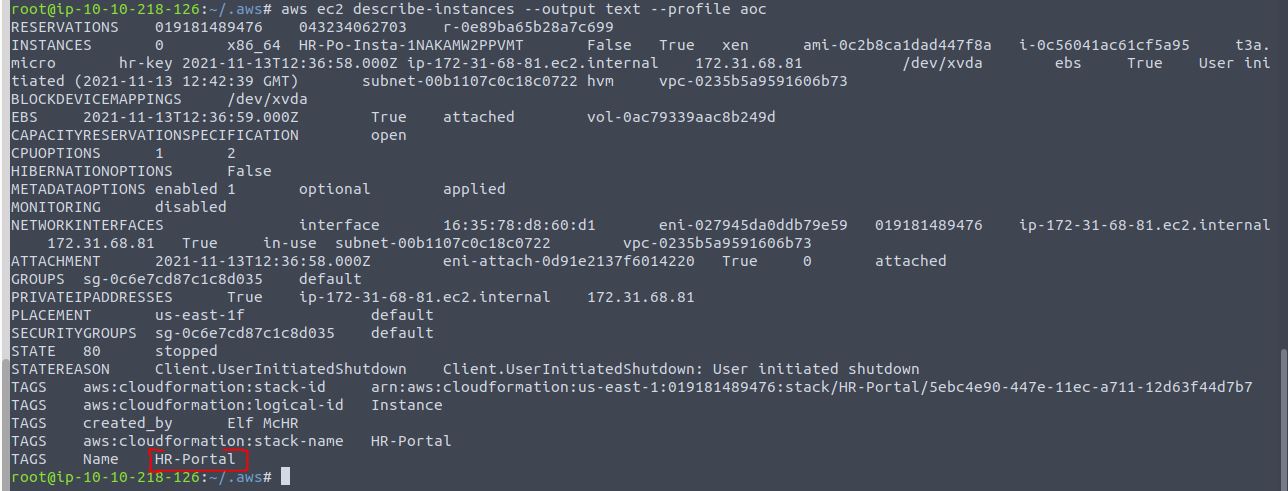 root@ip-10-10-218-126:~/.aws# aws ec2 describe-instances --output text --profile aoc
RESERVATIONS 019181489476 043234062703 r-0e89ba65b28a7c699
INSTANCES 0 x86_64 HR-Po-Insta-1NAKAMW2PPVMT False True xen ami-0c2b8ca1dad447f8a i-0c56041ac61cf5a95 t3a.
micro hr-key 2021-11-13T12:36:58.000Z ip-172-31-68-81.ec2.internal 172.31.68.81 /dev/xvda ebs True User ini
tiated (2021-11-13 12:42:39 GMT) subnet-00b1107c0c18c0722 hvm vpc-0235b5a9591606b73
BLOCKDEVICEMAPPINGS /dev/xvda
EBS 2021-11-13T12:36:59.000Z True attached vol-0ac79339aac8b249d
CAPACITYRESERVATIONSPECIFICATION open
CPUOPTIONS 1 2
HIBERNATIONOPTIONS False
METADATAOPTIONS enabled 1 optional applied
MONITORING disabled
NETWORKINTERFACES interface 16:35:78:d8:60:d1 eni-027945da0ddb79e59 019181489476 ip-172-31-68-81.ec2.internal
172.31.68.81 True in-use subnet-00b1107c0c18c0722 vpc-0235b5a9591606b73
ATTACHMENT 2021-11-13T12:36:58.000Z eni-attach-0d91e2137f6014220 True 0 attached
GROUPS sg-0c6e7cd87c1c8d035 default
PRIVATEIPADDRESSES True ip-172-31-68-81.ec2.internal 172.31.68.81
PLACEMENT us-east-1f default
SECURITYGROUPS sg-0c6e7cd87c1c8d035 default
STATE 80 stopped
STATEREASON Client.UserInitiatedShutdown Client.UserInitiatedShutdown: User initiated shutdown
TAGS aws:cloudformation:stack-id arn:aws:cloudformation:us-east-1:019181489476:stack/HR-Portal/5ebc4e90-447e-11ec-a711-12d63f44d7b7
TAGS aws:cloudformation:logical-id Instance
TAGS created_by Elf McHR
TAGS aws:cloudformation:stack-name HR-Portal
TAGS Name HR-Portal
root@ip-10-10-218-126:~/.aws#